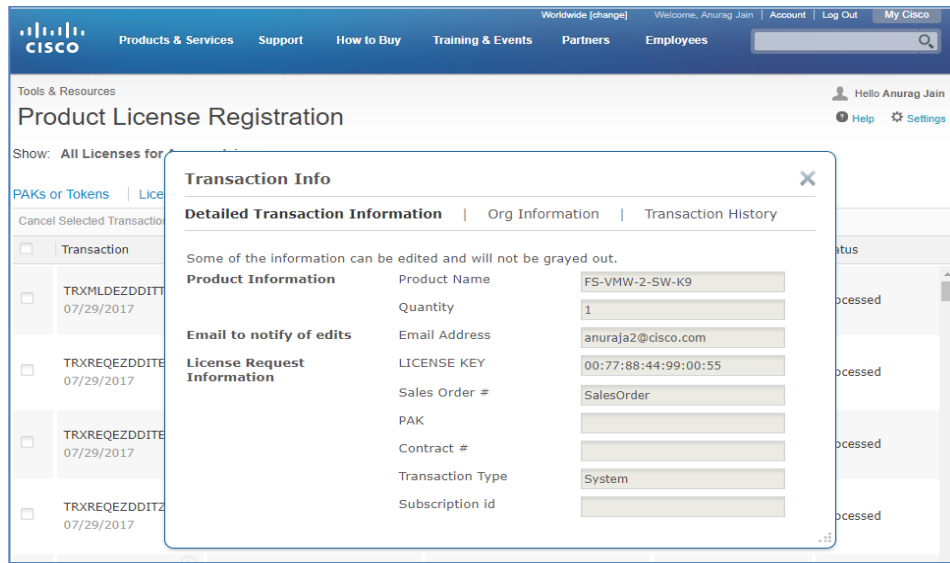 Worldwide [change] Welcome, Anurag Jain | Account | Log Out My Cisco
CISCO Products & Services Support How to Buy Training & Events Partners Employees
Tools & Resources
Hello Anurag Jain
Product License Registration
Help Settings
Show: All Licenses for
PAKs or Tokens | Lice
Cancel Selected Transaction
Transaction
atus
TRXMLDEZDDITT
07/29/2017
ocessed
TRXREQEZDDITE
07/29/2017
ocessed
TRXREQEZDDITE
07/29/2017
ocessed
TRXREQEZDDITZ
07/29/2017
ocessed
Transaction Info
Detailed Transaction Information | Org Information | Transaction History
Some of the information can be edited and will not be grayed out.
Product Information Product Name FS-VMW-2-SW-K9
Quantity 1
Email to notify of edits Email Address anuraja2@cisco.com
License Request Information LICENSE KEY 00:77:88:44:99:00:55
Sales Order # SalesOrder
PAK
Contract #
Transaction Type System
Subscription id